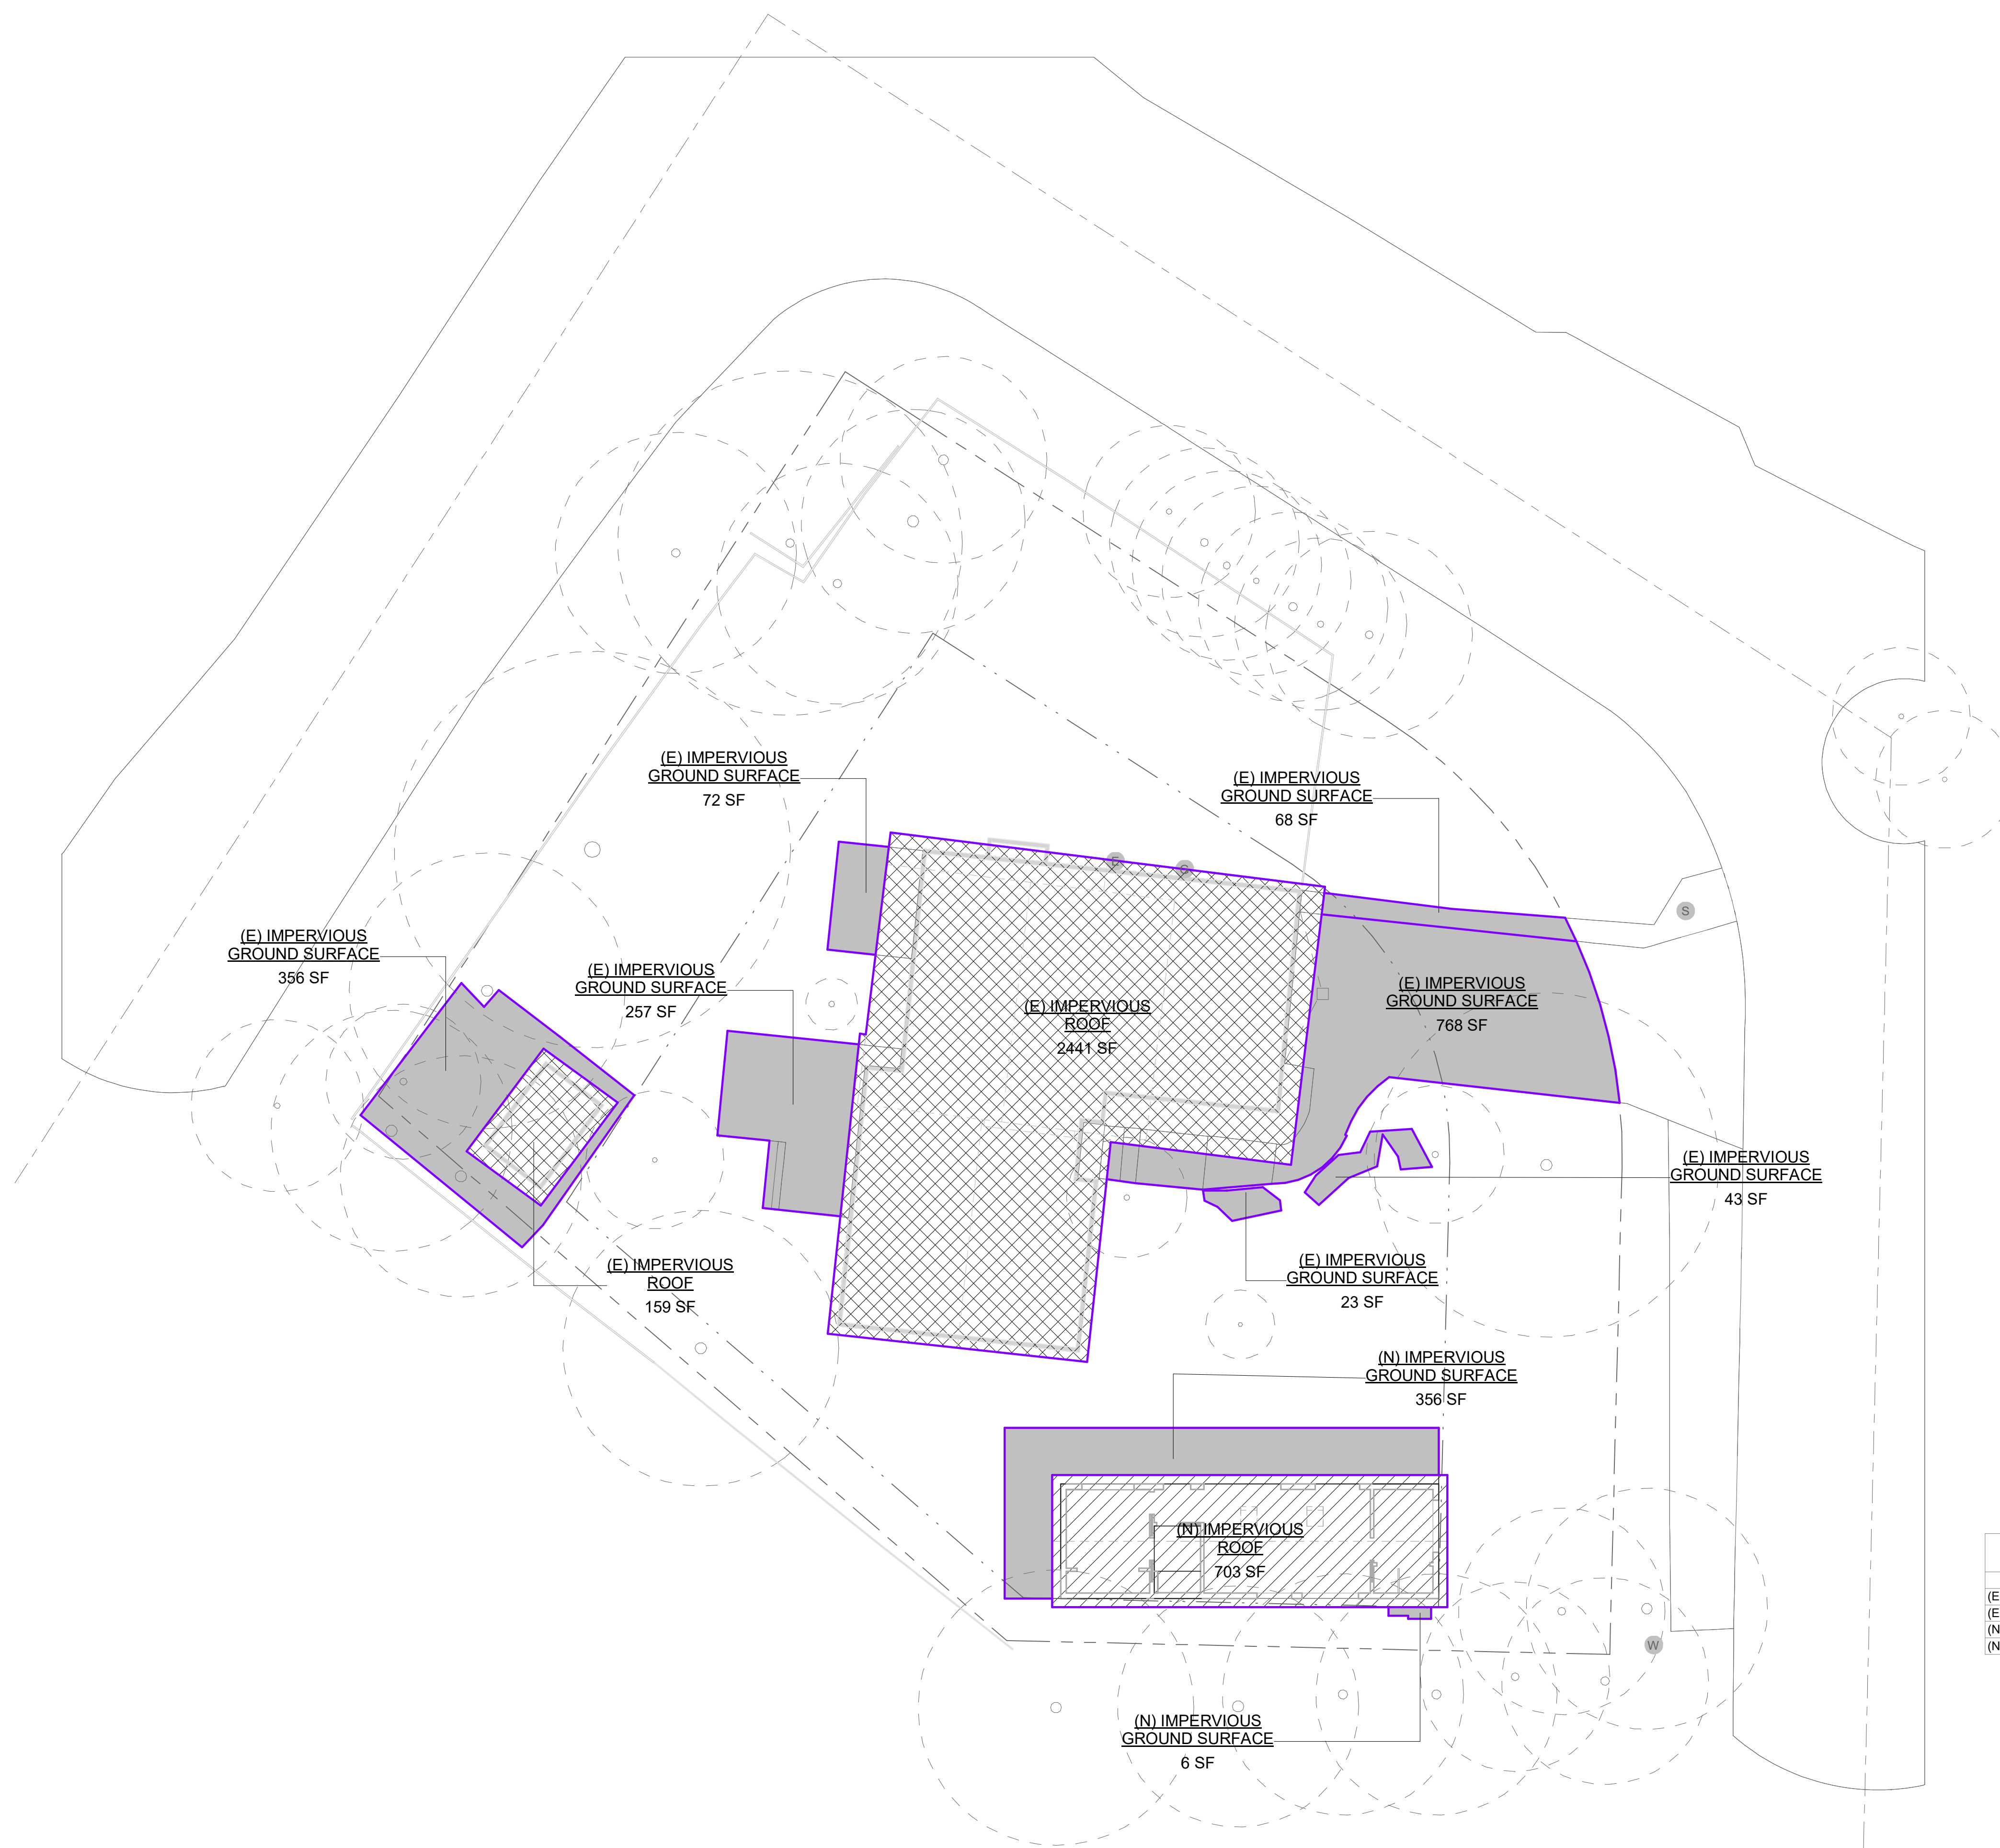 (E) IMPERVIOUS
GROUND SURFACE
72 SF
(E) IMPERVIOUS
GROUND SURFACE
68 SF
E
G
S
(E) IMPERVIOUS
GROUND SURFACE
356 SF
(E) IMPERVIOUS
GROUND SURFACE
257 SF
(E) IMPERVIOUS
ROOF
2441 SF
(E) IMPERVIOUS
GROUND SURFACE
768 SF
(E) IMPERVIOUS
GROUND SURFACE
43 SF
(E) IMPERVIOUS
ROOF
159 SF
(E) IMPERVIOUS
GROUND SURFACE
23 SF
(N) IMPERVIOUS
GROUND SURFACE
356 SF
(N) IMPERVIOUS
ROOF
703 SF
(E
(E
(N
(N
W
(N) IMPERVIOUS
GROUND SURFACE
6 SF